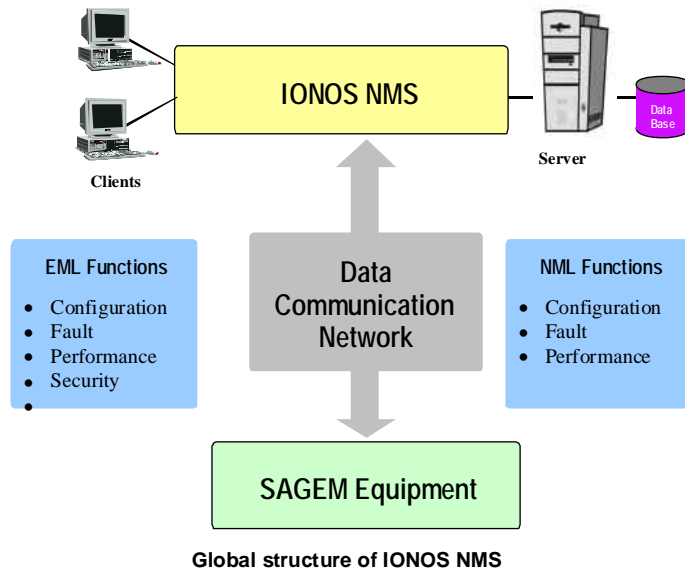 IONOS NMS
Data
Base
Server
Clients
EML Functions
• Configuration
• Fault
• Performance
• Security
•
Data
Communication
Network
NML Functions
• Configuration
• Fault
• Performance
SAGEM Equipment
Global structure of IONOS NMS